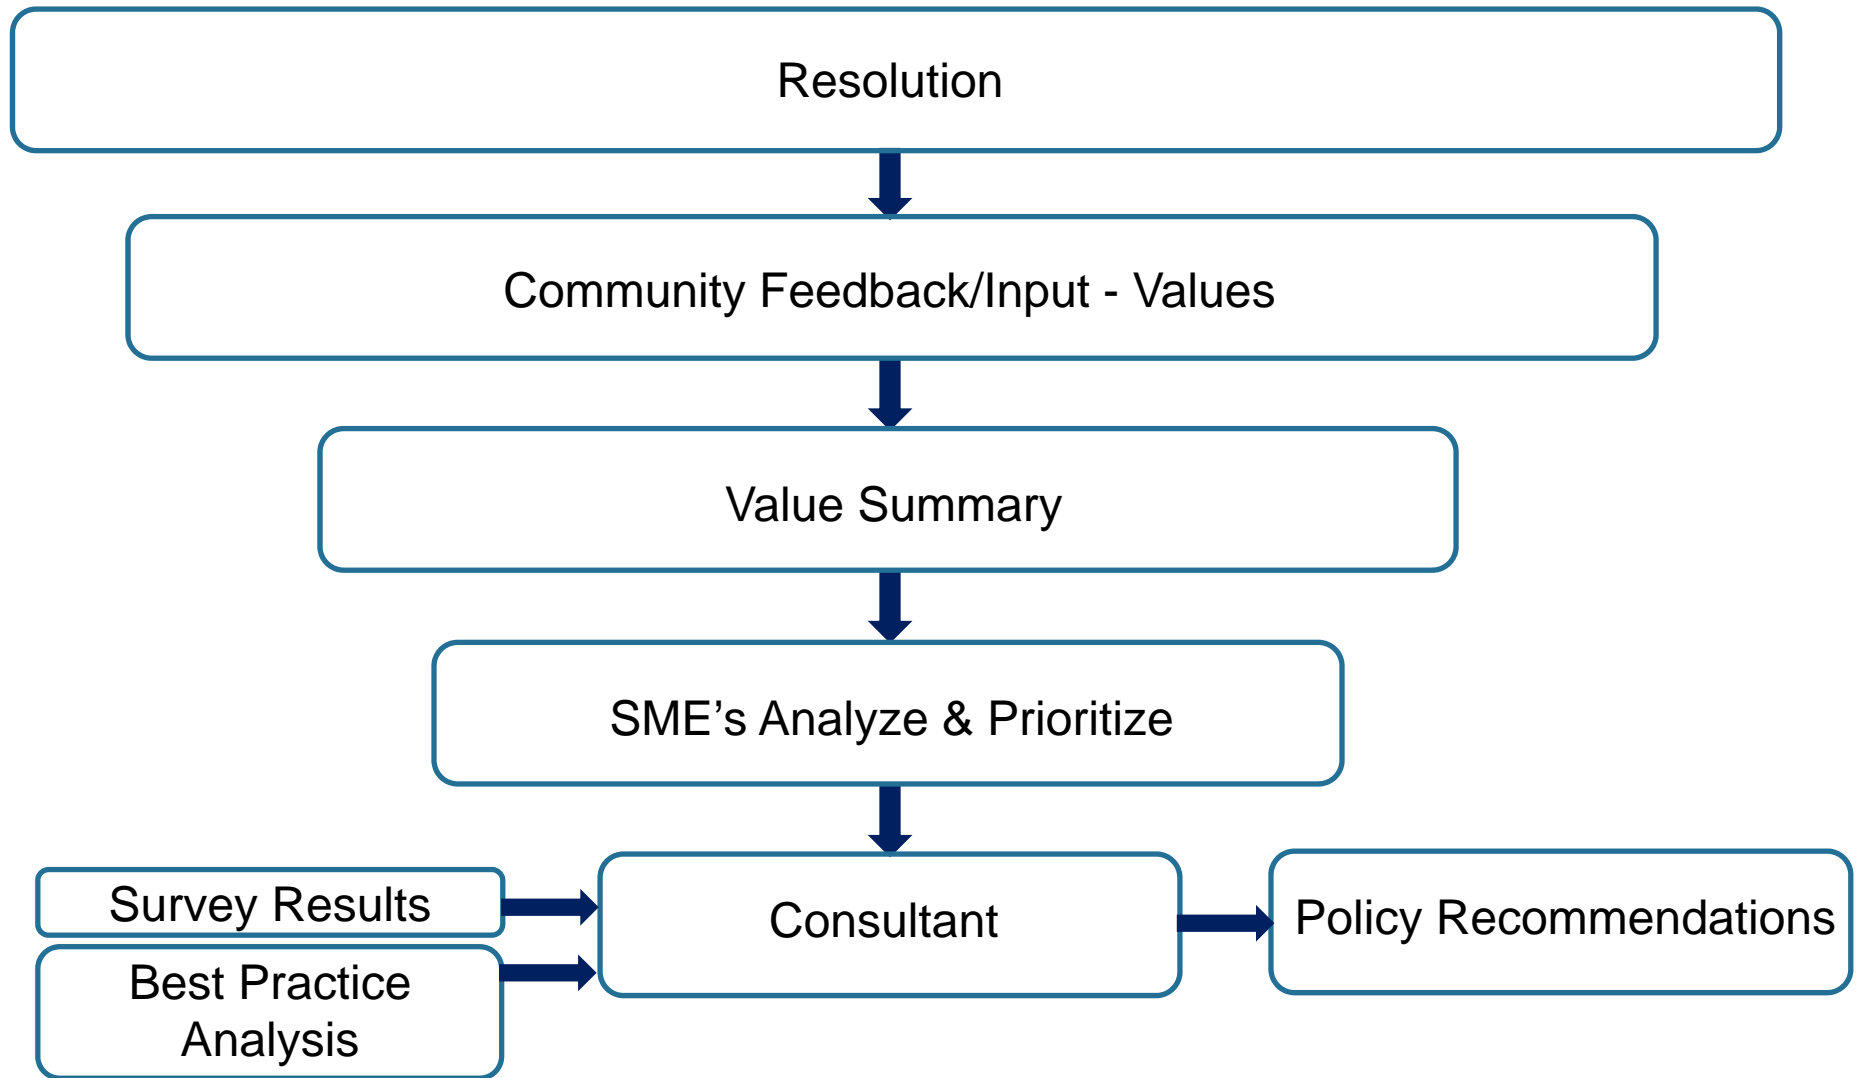 Resolution
Community Feedback/Input - Values
Value Summary
SME’s Analyze & Prioritize
Survey Results
Best Practice
Analysis
Consultant
Policy Recommendations